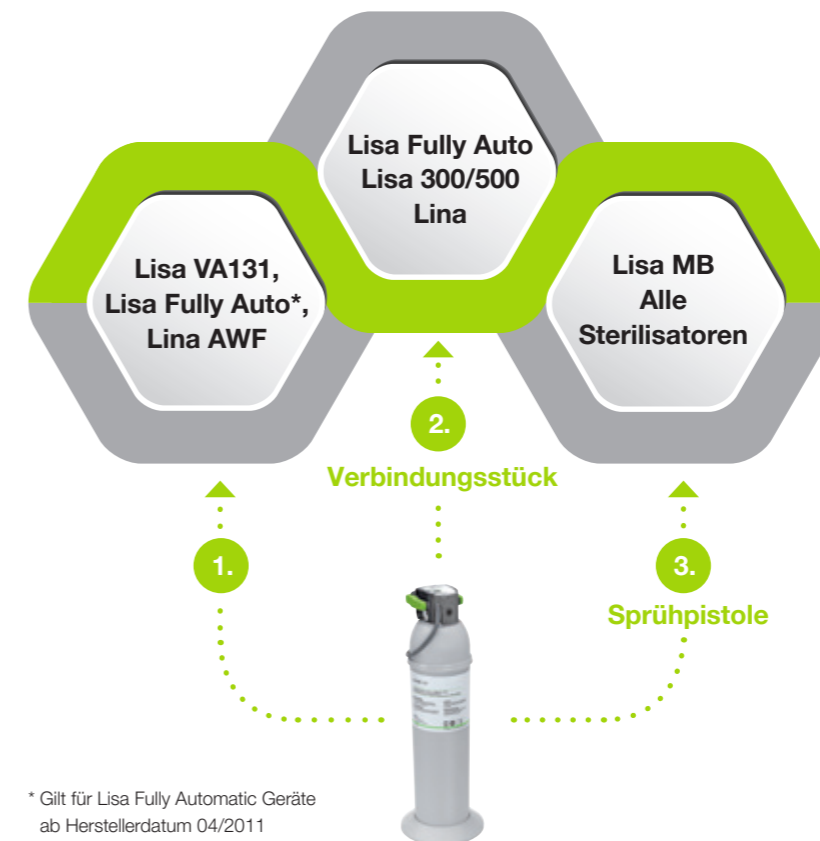 Lisa Fully Auto
Lisa 300/500
Lina
Lisa VA131,
Lisa Fully Auto*,
Lina AWF
Lisa MB
Alle
Sterilisatoren
2.
Verbindungsstück
1.
3.
Sprühpistole
* Gilt für Lisa Fully Automatic Geräte
ab Herstellerdatum 04/2011